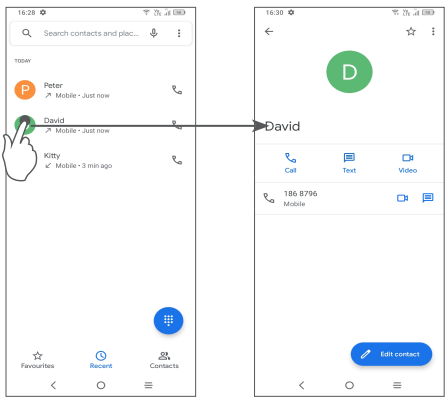 16:28
Search contacts and plac...
TODAY
P
Peter
Mobile • Just now
David
Mobile • Just now
Kitty
Mobile • 3 min ago
Favourites Recent Contacts
16:30
D
David
Call Text Video
186 8796
Mobile
Edit contact